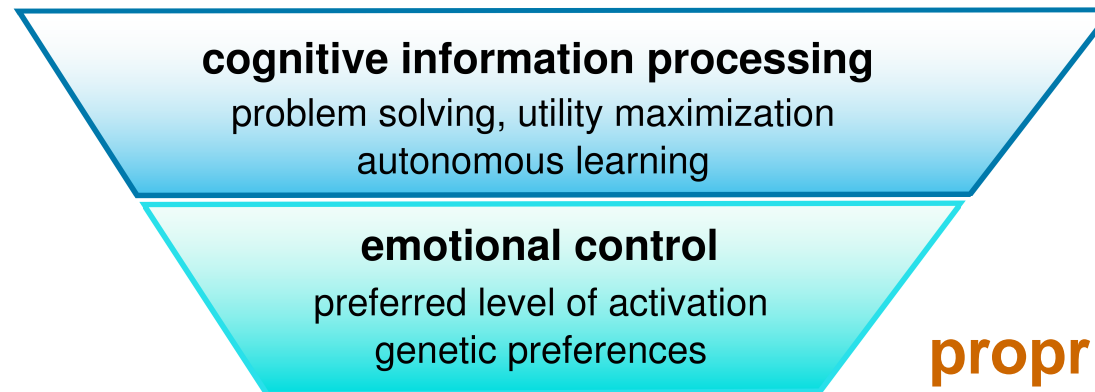 cognitive information processing
problem solving, utility maximization
autonomous learning
emotional control
preferred level of activation
genetic preferences
propr